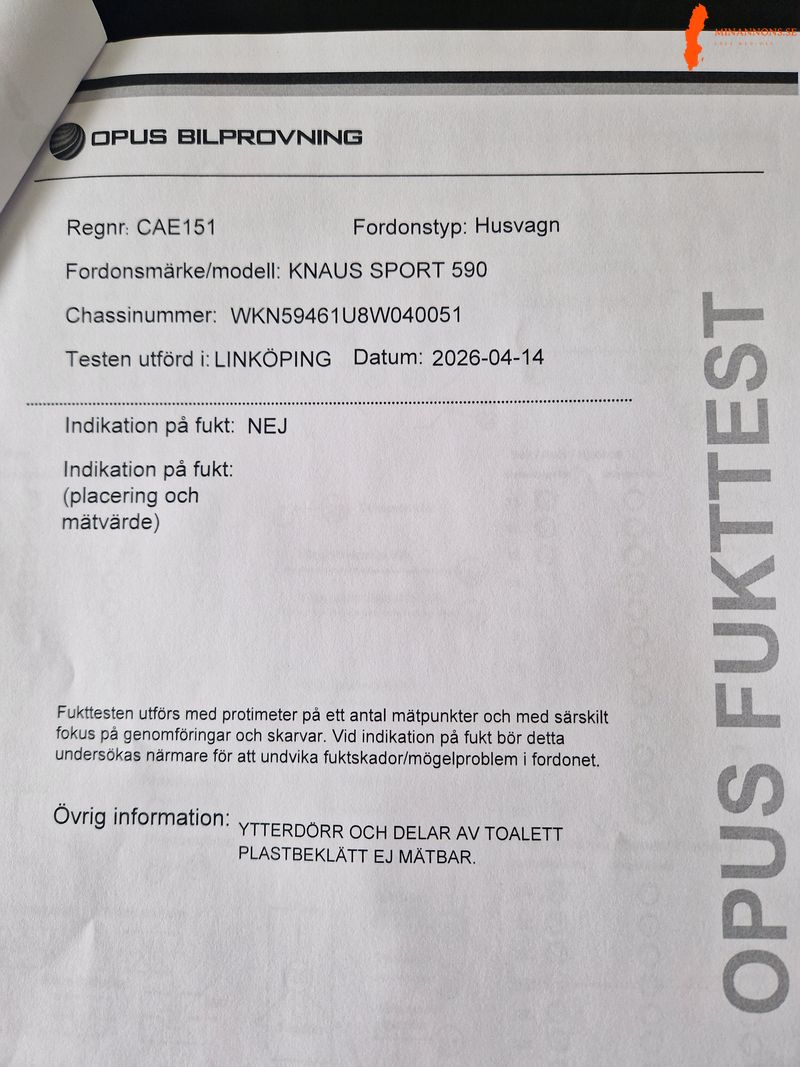 MINANNONS.SE
OPUS BILPROVNING
Regnr: CAE151 Fordonstyp: Husvagn
Fordonsmärke/modell: KNAUS SPORT 590
Chassinummer: WKN59461U8W040051
Testen utförd i: LINKÖPING Datum: 2026-04-14
Indikation på fukt: NEJ
Indikation på fukt:
(placering och
mätvärde)
Fukttesten utförs med protimeter på ett antal mätpunkter och med särskilt
fokus på genomföringar och skarvar. Vid indikation på fukt bör detta
undersökas närmare för att undvika fuktskador/mögelproblem i fordonet.
Övrig information: YTTERDÖRR OCH DELAR AV TOALETT
PLASTBEKLÄTT EJ MÄTBAR.
OPUS FUKTTEST